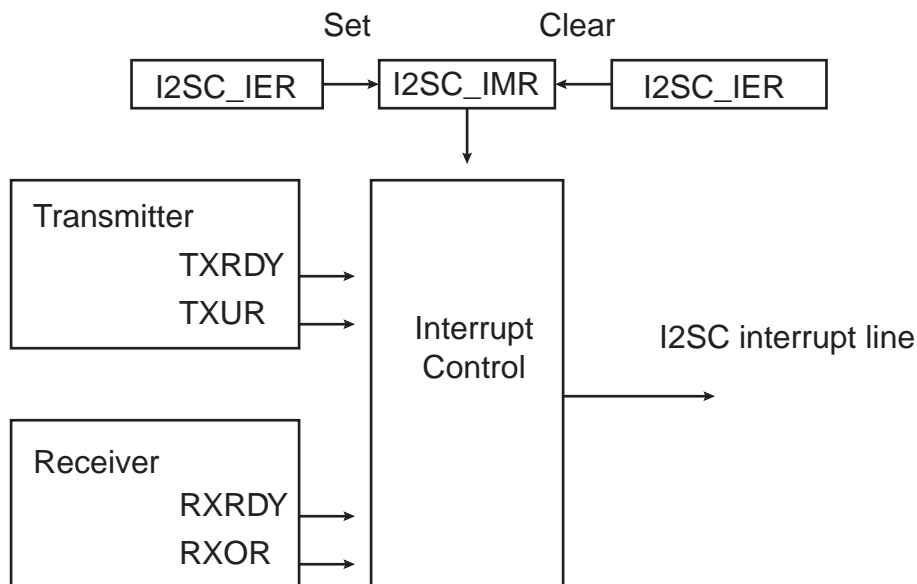 Set
Clear
I2SC_IER
I2SC_IMR
I2SC_IER
Transmitter
TXRDY
TXUR
Interrupt
Control
I2SC interrupt line
Receiver
RXRDY
RXOR